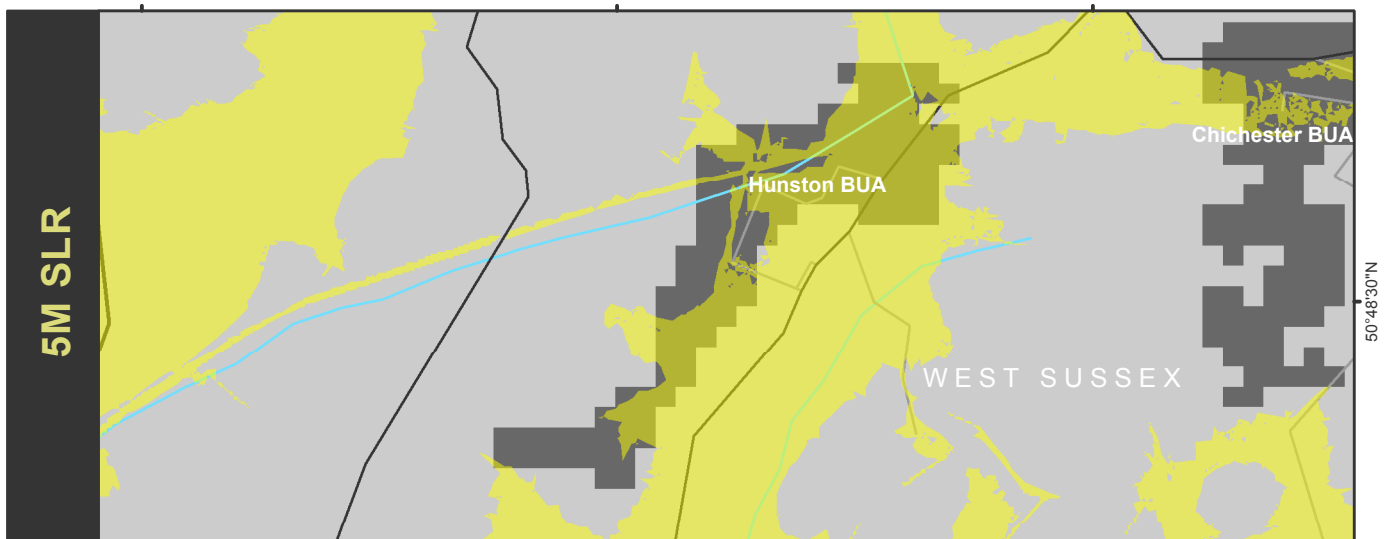 5M SLR
Chichester BUA
Hunston BUA
50°48'30"N
WEST SUSSEX